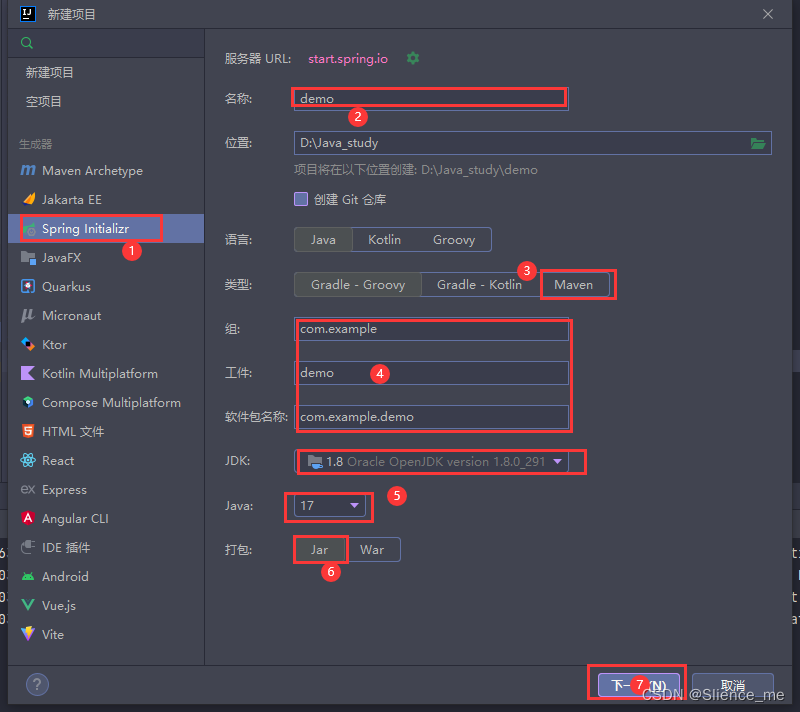 新建项目
新建项目
空项目
生成器
Maven Archetype
Jakarta EE
Spring Initializr
1
JavaFX
Quarkus
Micronaut
Ktor
Kotlin Multiplatform
Compose Multiplatform
HTML 文件
React
Express
Angular CLI
IDE 插件
Android
Vue.js
Vite
?
服务器 URL: start.spring.io
名称: demo
2
位置: D:\Java_study
项目将在以下位置创建: D:\Java_study\demo
创建 Git 仓库
语言: Java Kotlin Groovy
3
类型: Gradle - Groovy Gradle - Kotlin Maven
组: com.example
工件: demo 4
软件包名称: com.example.demo
JDK: 1.8 Oracle OpenJDK version 1.8.0_291
5
Java: 17
打包: Jar War
6
下一 7 (N) 取消
CSDN @Slience_me